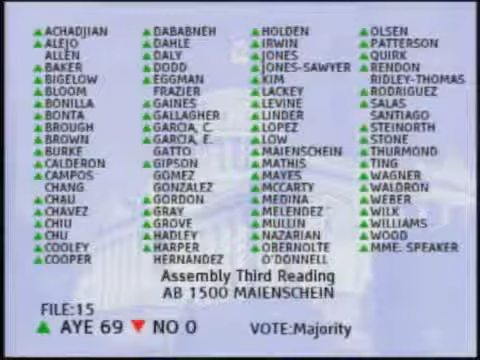 ACHADJIAN DABABNEH HOLDEN OLSEN
ALEJO DAHLE IRWIN PATTERSON
ALLEN DALY JONES QUIRK
BAKER DODD JONES-SAWYER RENDON
BIGELOW EGGMAN KIM RIDLEY-THOMAS
BLOOM FRAZIER LACKEY RODRIGUEZ
BONILLA GAINES LEVINE SALAS
BONTA GALLAGHER LINDER SANTIAGO
BROUGH GARCIA, C. LOPEZ STEINORTH
BROWN GARCIA, E. LOW STONE
BURKE GATTO MAIENSCHEIN THURMOND
CALDERON GIPSON MATHIS TING
CAMPOS GOMEZ MAYES WAGNER
CHANG GONZALEZ MCCARTY WALDRON
CHAU GORDON MEDINA WEBER
CHAVEZ GRAY MELENDEZ WILK
CHIU GROVE MULLIN WILLIAMS
CHU HADLEY NAZARIAN WOOD
COOLEY HARPER OBERNOLTE MME. SPEAKER
COOPER HERNANDEZ O'DONNELL
Assembly Third Reading
AB 1500 MAIENSCHEIN
FILE:15
AYE 69 NO 0 VOTE:Majority